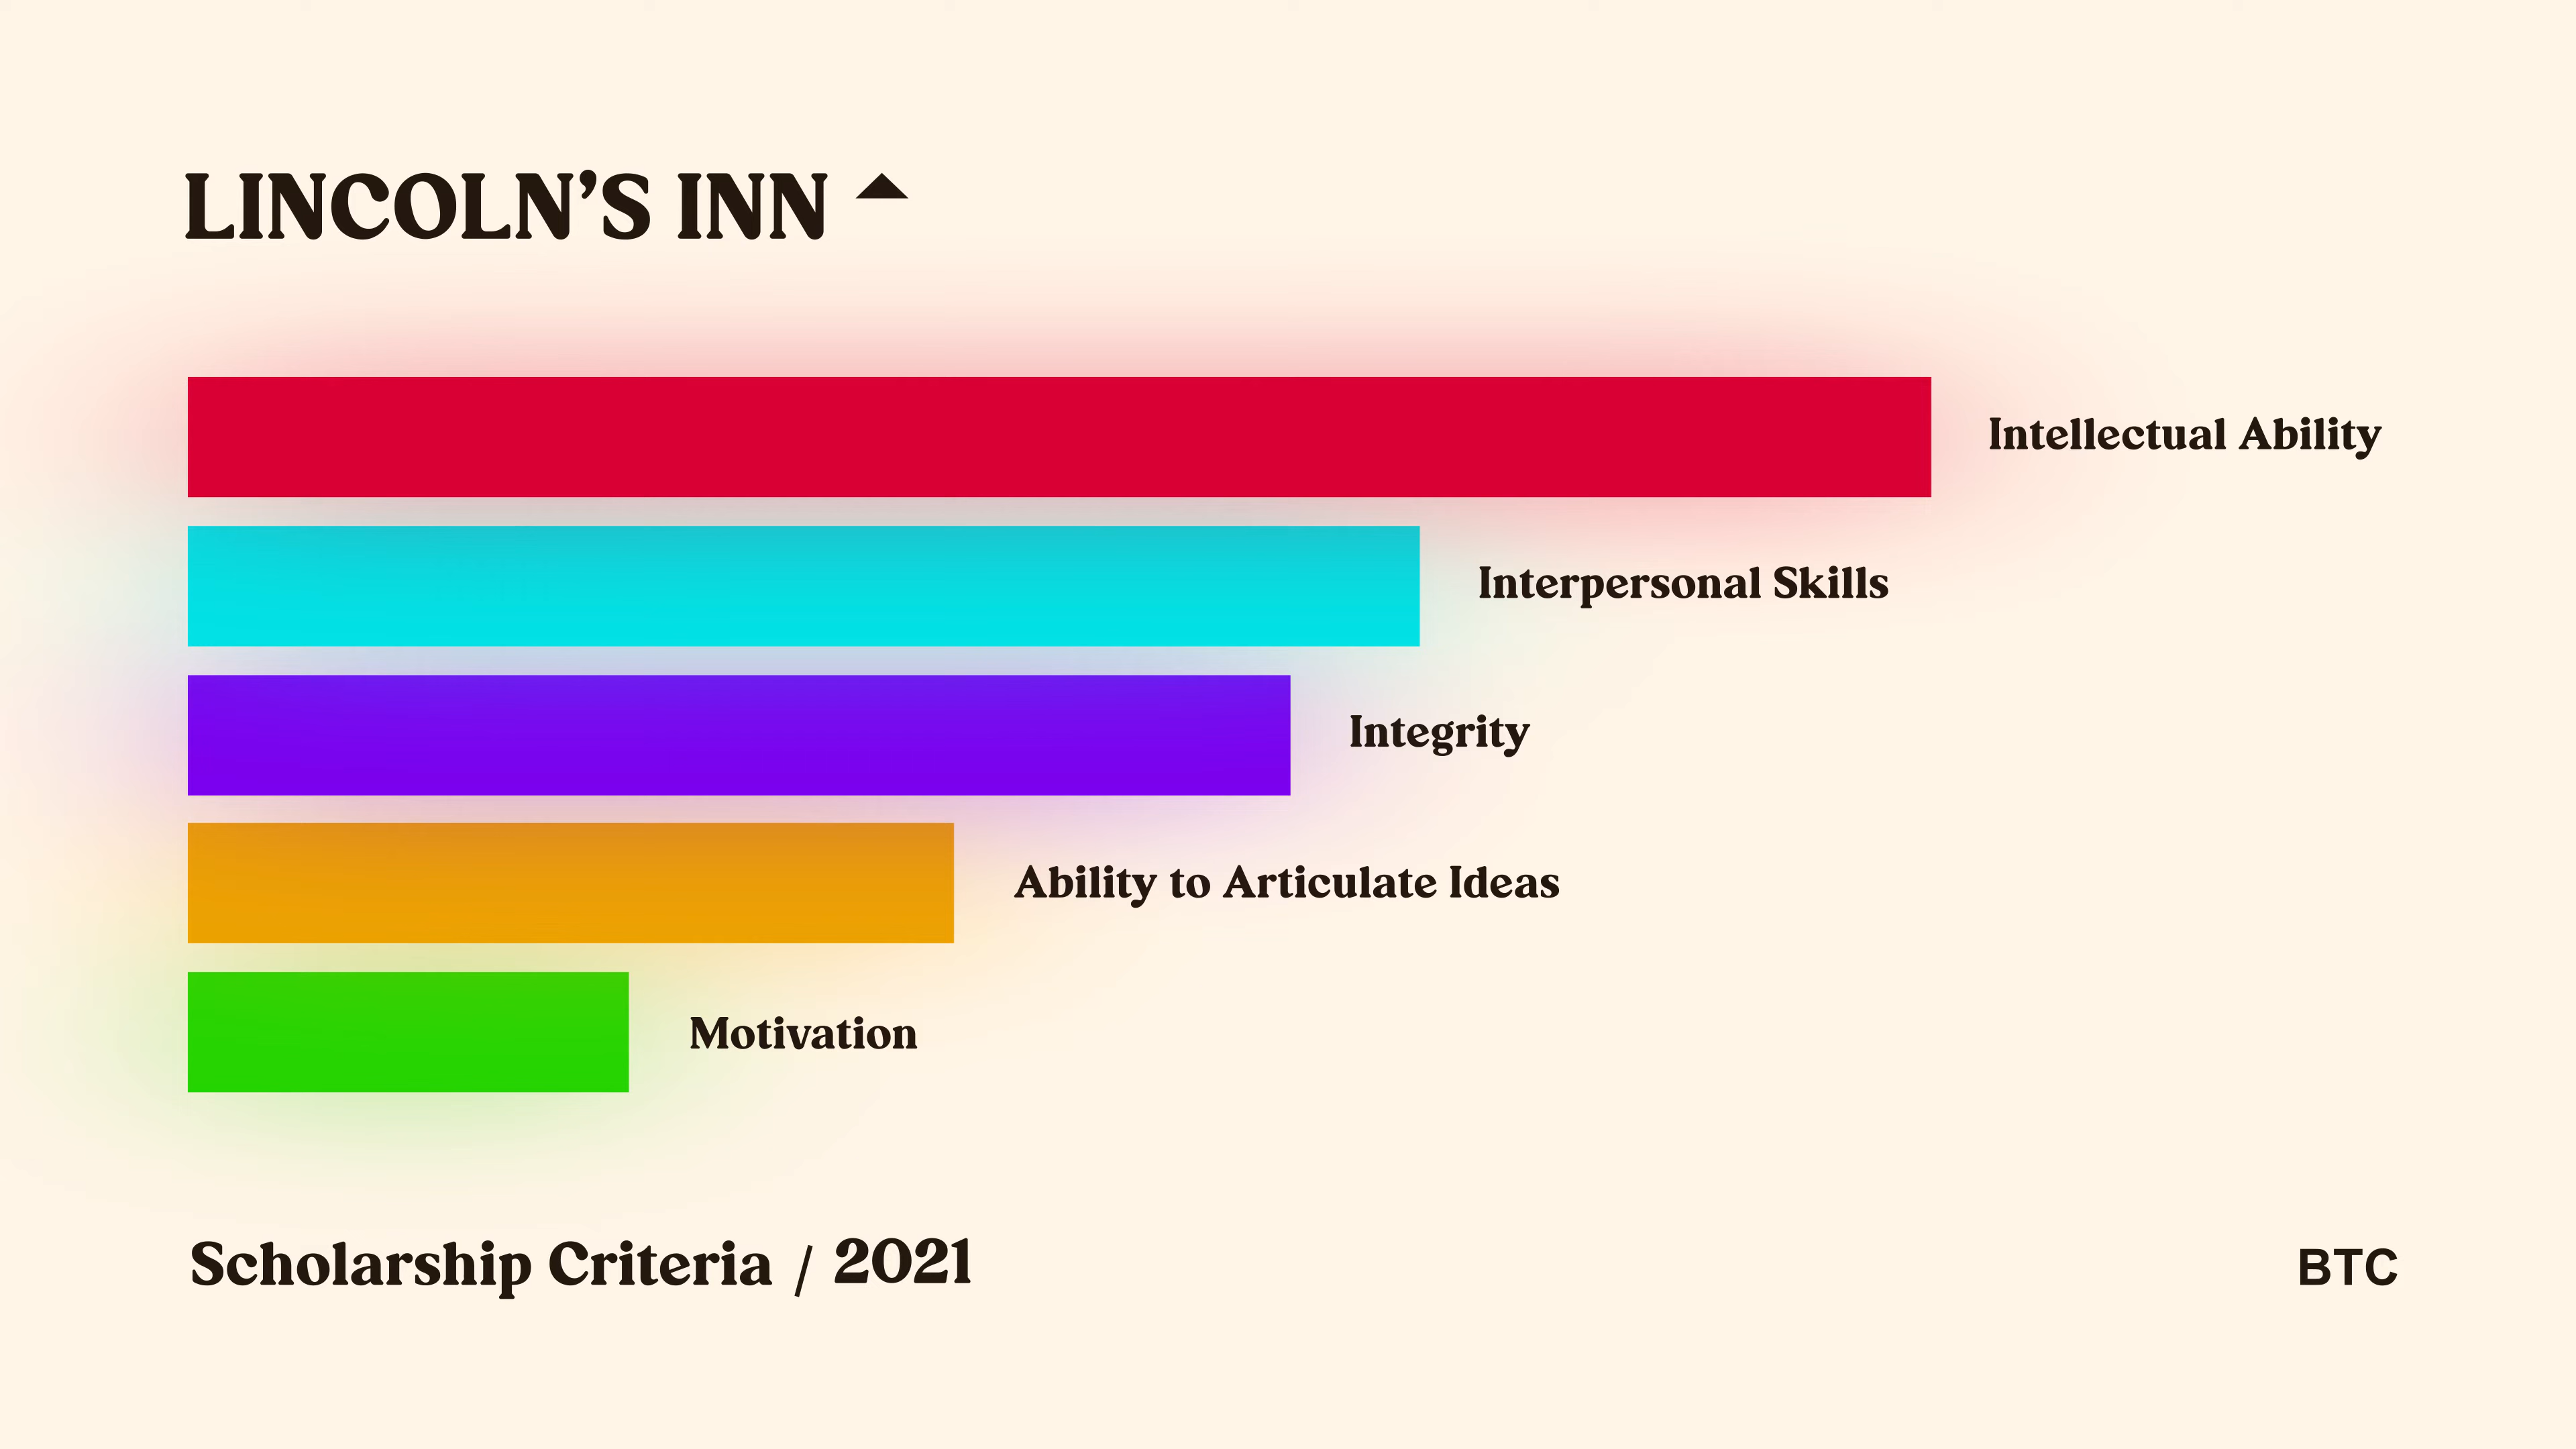 LINCOLN’S INN
Intellectual Ability
Interpersonal Skills
Integrity
Ability to Articulate Ideas
Motivation
Scholarship Criteria / 2021
BTC